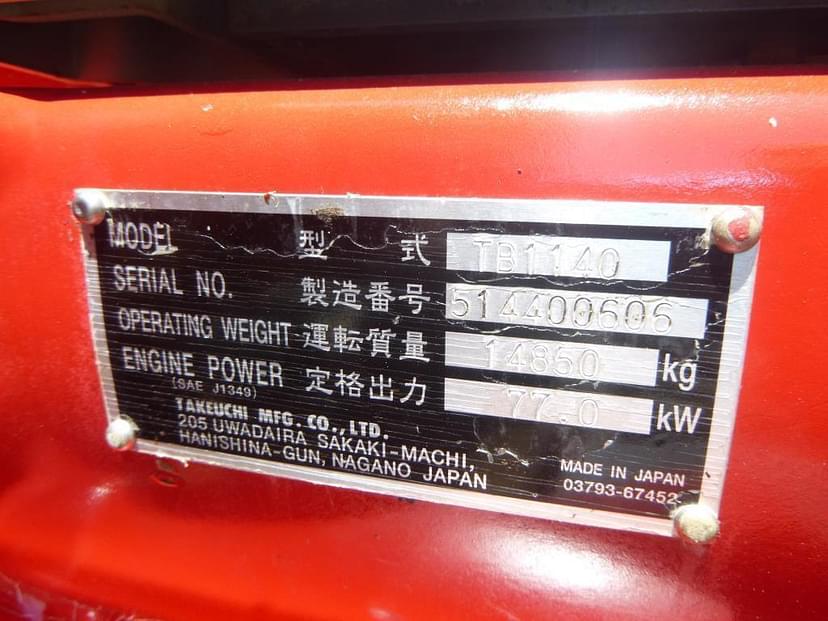 MODEL 型 式 TB1140
SERIAL NO. 製造番号 514400606
OPERATING WEIGHT 運転質量 14850 kg
ENGINE POWER 定格出力 77.0 kW
(SAE J1349)
TAKEUCHI MFG. CO., LTD.
205 UWADAIRA SAKAKI-MACHI,
HANISHINA-GUN, NAGANO JAPAN
MADE IN JAPAN
03793-67452